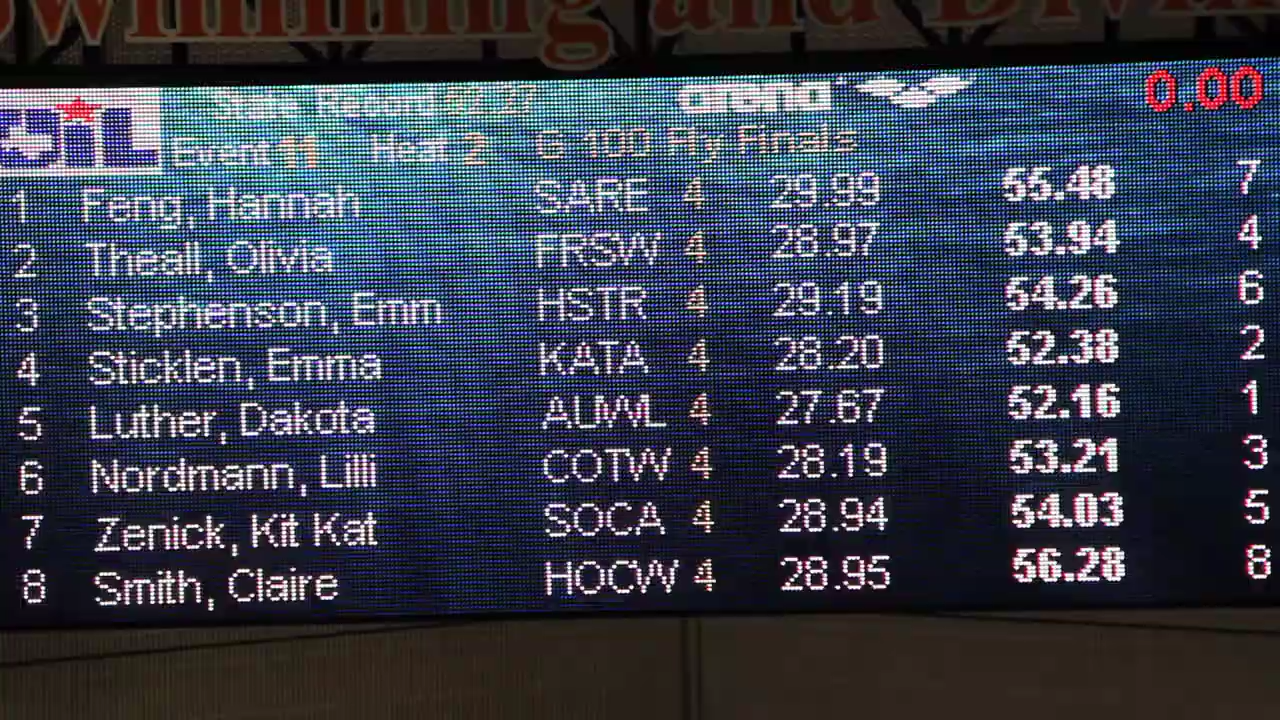 wimming and Diving
State Record
arena
0.00
UIL
Event 11 Heat 2 G 100 Fly Finals
1 Feng, Hannah SARE 4 29.99 55.48 7
2 Theall, Olivia FRSW 4 28.97 53.94 4
3 Stephenson, Emm HSTR 4 29.19 54.26 6
4 Sticklen, Emma KATA 4 28.20 52.38 2
5 Luther, Dakota AUWL 4 27.67 52.16 1
6 Nordmann, Lilli COTW 4 28.19 53.21 3
7 Zenick, Kit Kat SOCA 4 28.94 54.03 5
8 Smith, Claire HOCW 4 28.95 56.28 8